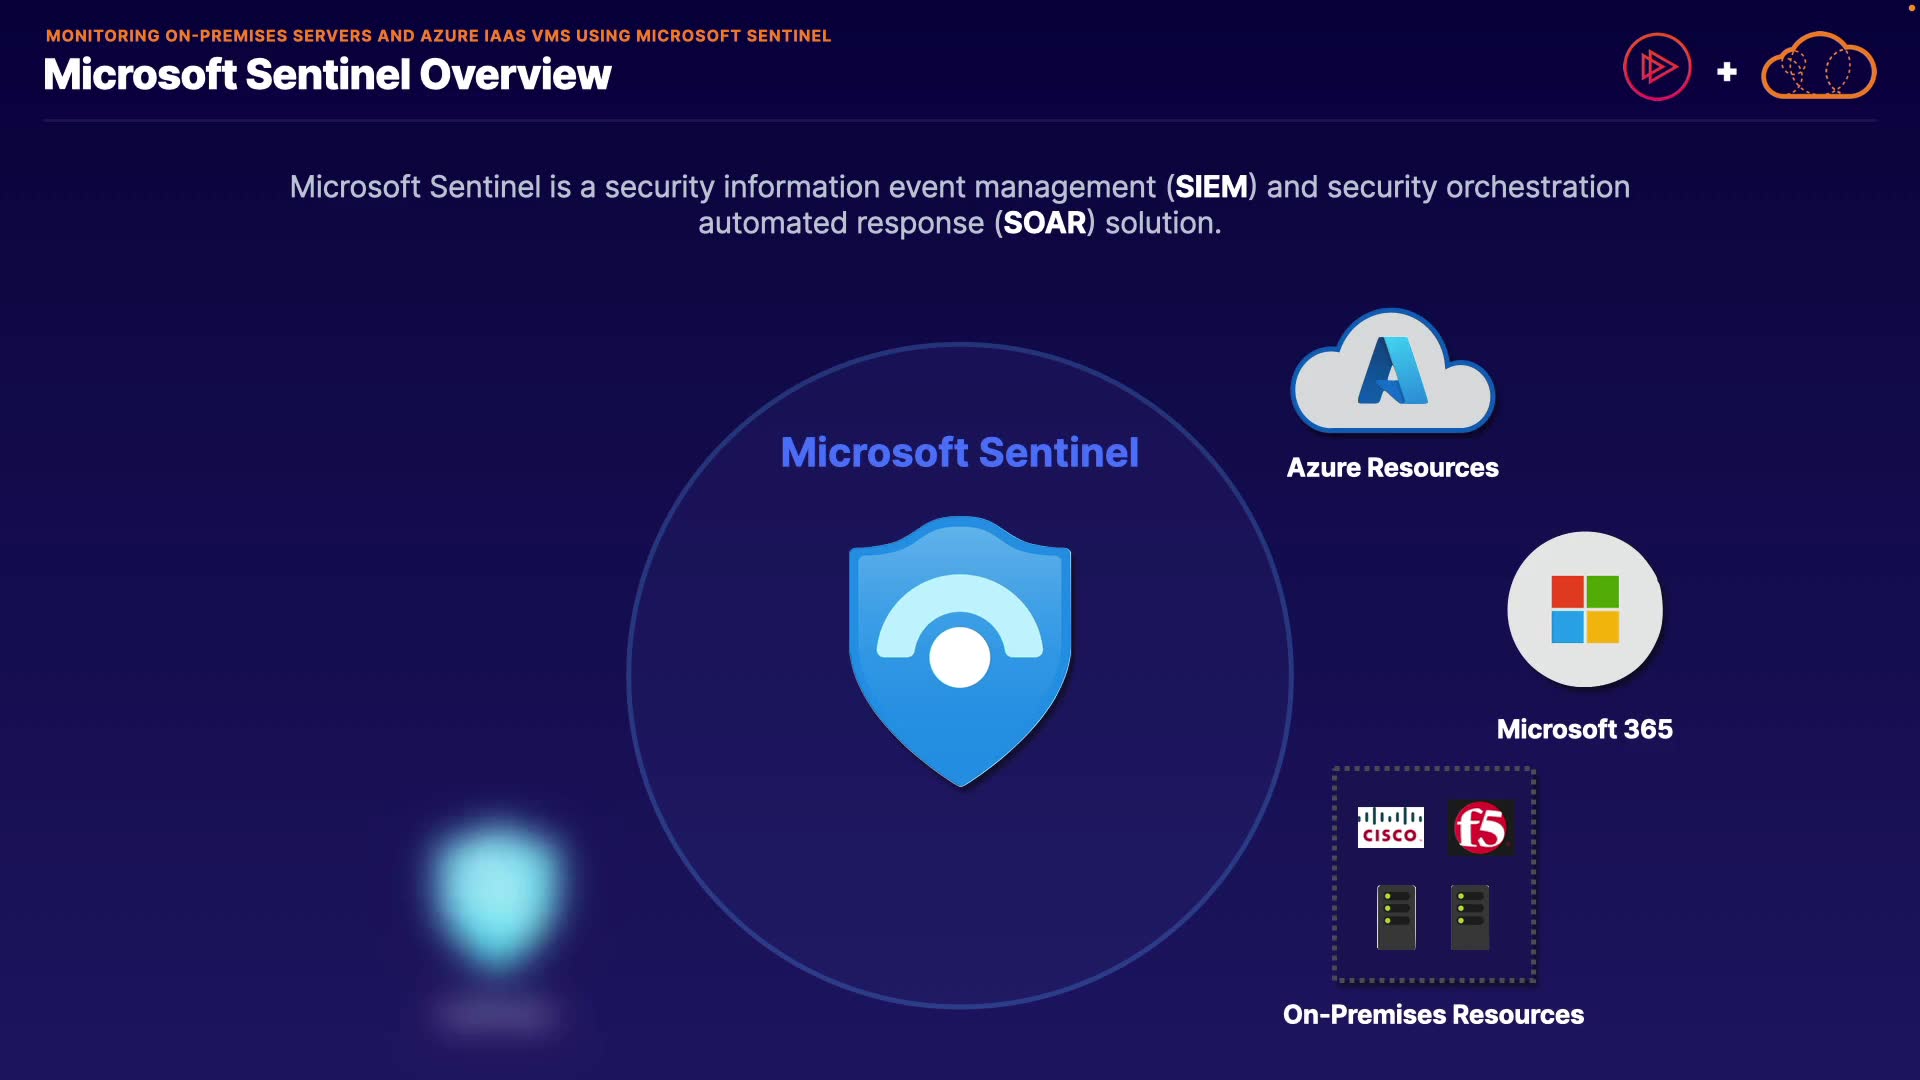 MONITORING ON-PREMISES SERVERS AND AZURE IAAS VMS USING MICROSOFT SENTINEL
Microsoft Sentinel Overview
Microsoft Sentinel is a security information event management (SIEM) and security orchestration
automated response (SOAR) solution.
Microsoft Sentinel
Azure Resources
Microsoft 365
CISCO
f5
On-Premises Resources